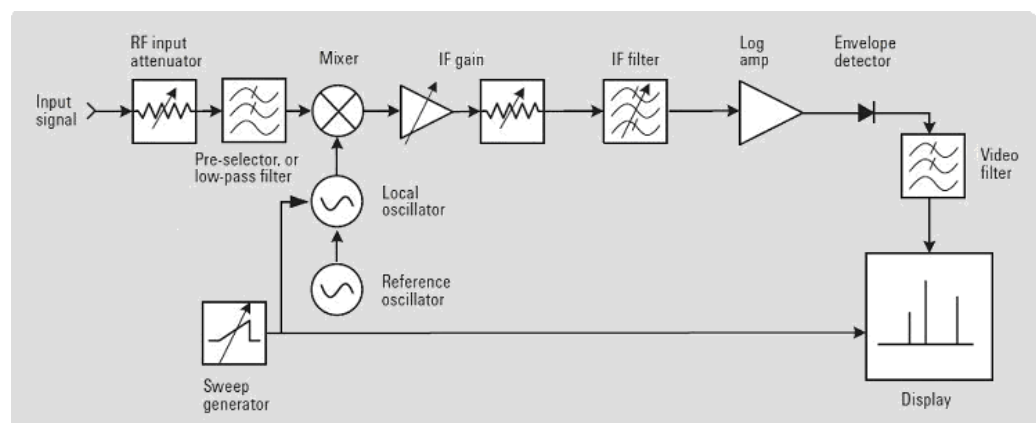 RF input
attenuator
Mixer
IF gain
IF filter
Log
amp
Envelope
detector
Input
signal
Pre-selector, or
low-pass filter
Video
filter
Local
oscillator
Reference
oscillator
Sweep
generator
Display